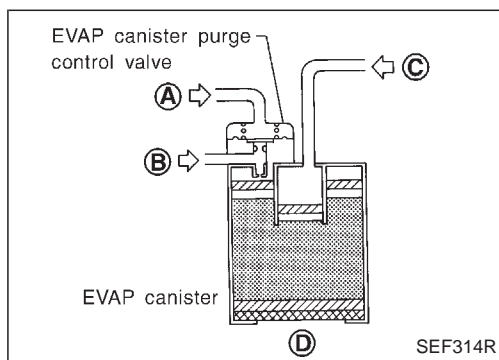 EVAP canister purge
control valve
A
C
B
EVAP canister
D
SEF314R